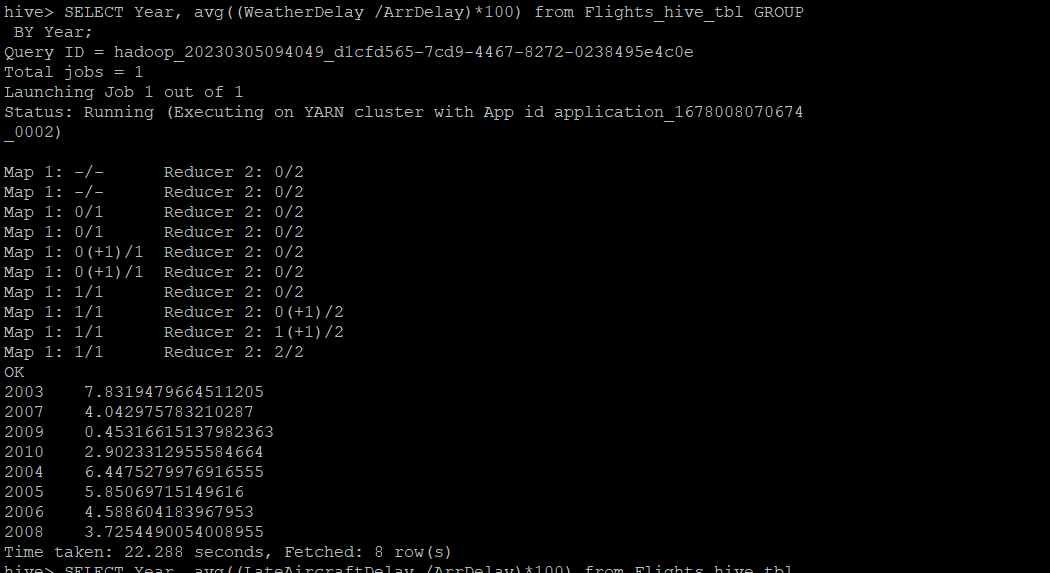 hive> SELECT Year, avg((WeatherDelay /ArrDelay)*100) from Flights_hive_tbl GROUP
 BY Year;
Query ID = hadoop_20230305094049_d1cfd565-7cd9-4467-8272-0238495e4c0e
Total jobs = 1
Launching Job 1 out of 1
Status: Running (Executing on YARN cluster with App id application_1678008070674
_0002)

Map 1: -/-      Reducer 2: 0/2
Map 1: -/-      Reducer 2: 0/2
Map 1: 0/1      Reducer 2: 0/2
Map 1: 0/1      Reducer 2: 0/2
Map 1: 0(+1)/1  Reducer 2: 0/2
Map 1: 0(+1)/1  Reducer 2: 0/2
Map 1: 1/1      Reducer 2: 0/2
Map 1: 1/1      Reducer 2: 0(+1)/2
Map 1: 1/1      Reducer 2: 1(+1)/2
Map 1: 1/1      Reducer 2: 2/2
OK
2003    7.8319479664511205
2007    4.042975783210287
2009    0.45316615137982363
2010    2.9023312955584664
2004    6.4475279976916555
2005    5.85069715149616
2006    4.588604183967953
2008    3.7254490054008955
Time taken: 22.288 seconds, Fetched: 8 row(s)
hive> SELECT Year, avg((LateAircraftDelay /ArrDelay)*100) from Flights_hive_tbl